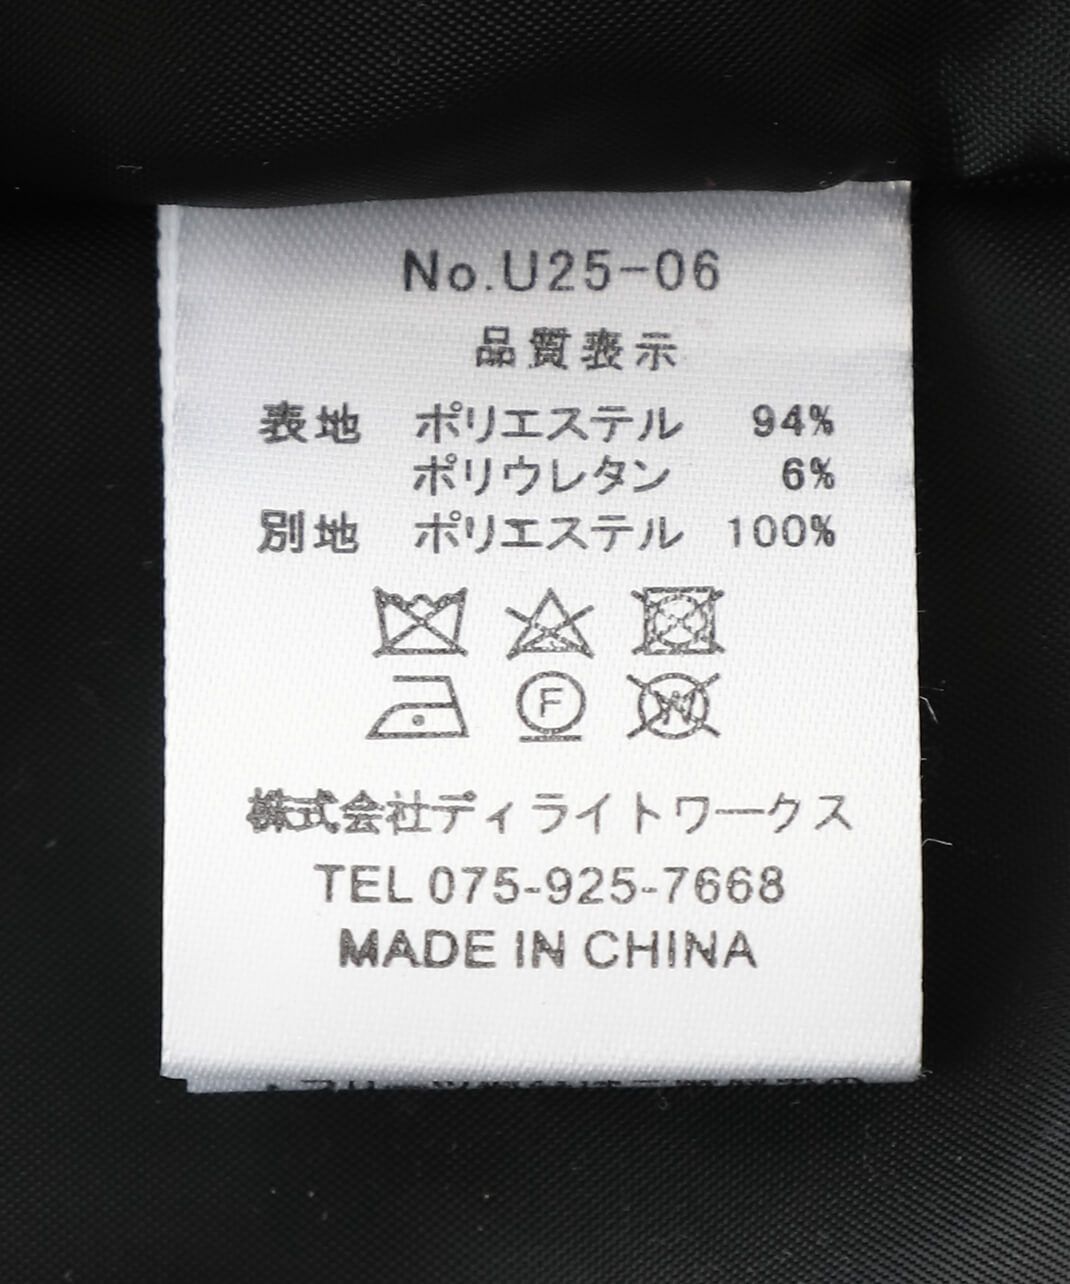 No.U25-06
品質表示
表地 ポリエステル 94%
ポリウレタン 6%
別地 ポリエステル 100%
F W
株式会社ディライトワークス
TEL 075-925-7668
MADE IN CHINA